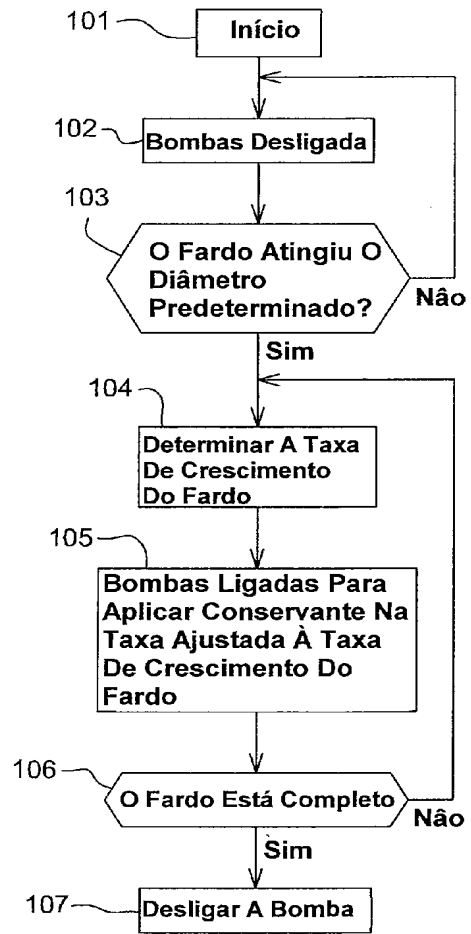 101
Início
102
Bombas Desligada
103
O Fardo Atingiu O
Diâmetro
Predeterminado?
Nâo
Sim
104
Determinar A Taxa
De Crescimento
Do Fardo
105
Bombas Ligadas Para
Aplicar Conservante Na
Taxa Ajustada À Taxa
De Crescimento Do
Fardo
106
O Fardo Está Completo
Nâo
Sim
107
Desligar A Bomba